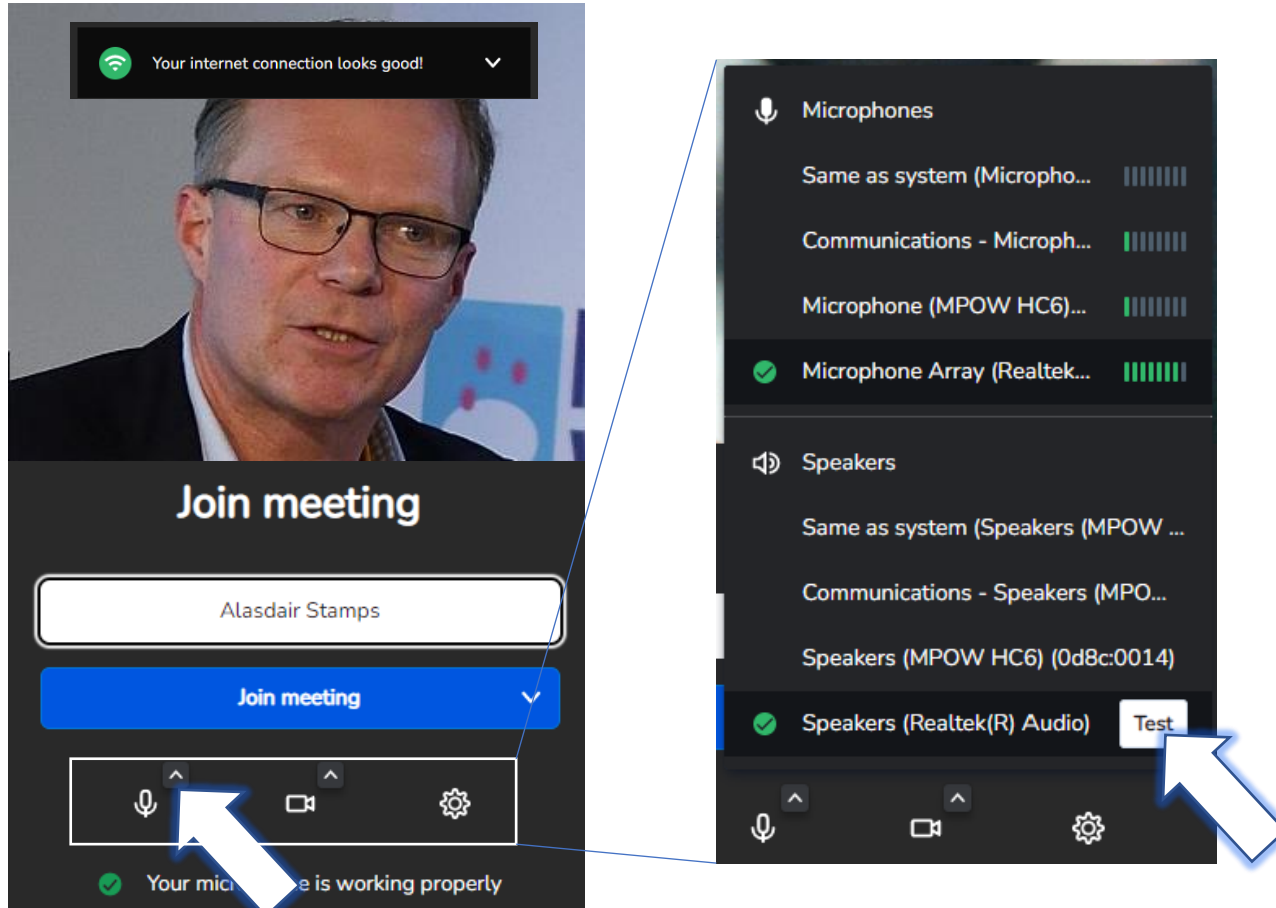 Your internet connection looks good!
Join meeting
Alasdair Stamps
Join meeting
Your mic e is working properly
Microphones
Same as system (Micropho...
Communications - Microph...
Microphone (MPOW HC6)...
Microphone Array (Realtek...
Speakers
Same as system (Speakers (MPOW ...
Communications - Speakers (MPO...
Speakers (MPOW HC6) (0d8c:0014)
Speakers (Realtek(R) Audio) Test